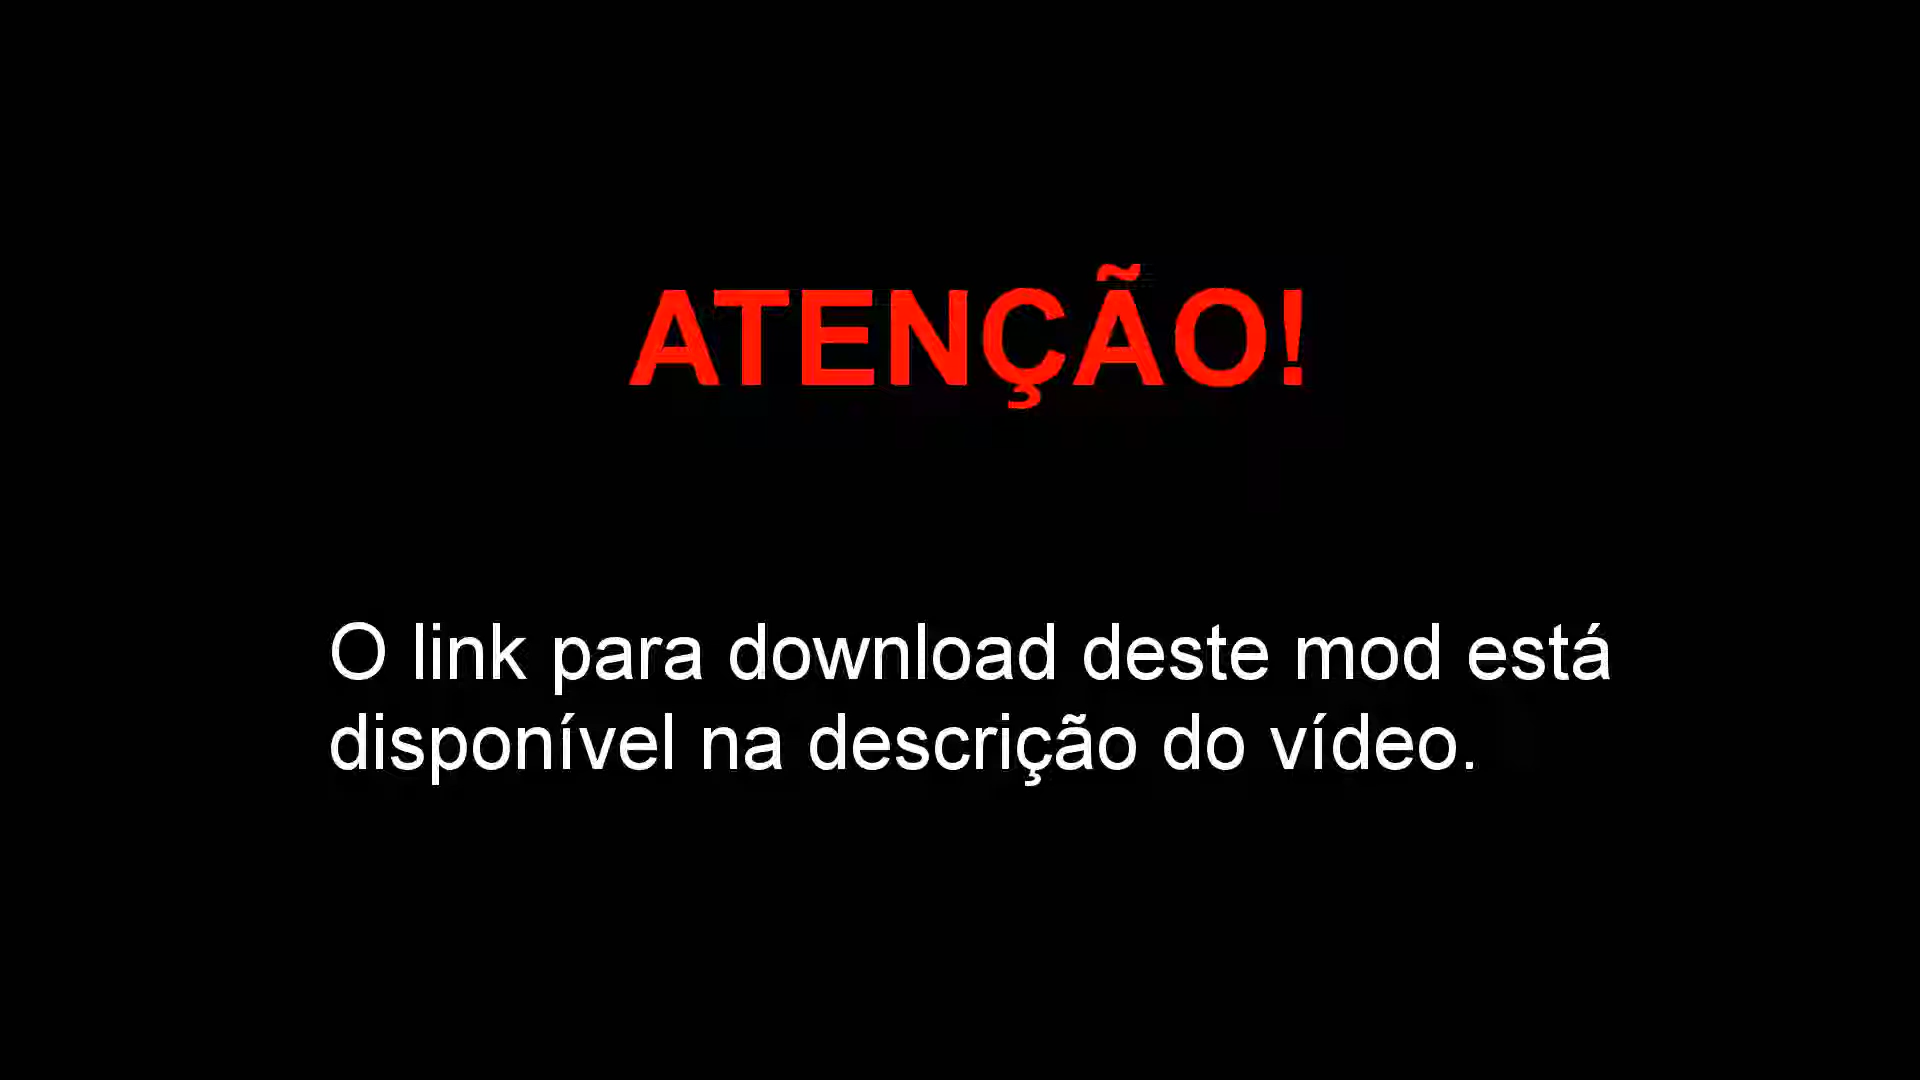 ATENÇÃO!
O link para download deste mod está
disponível na descrição do vídeo.